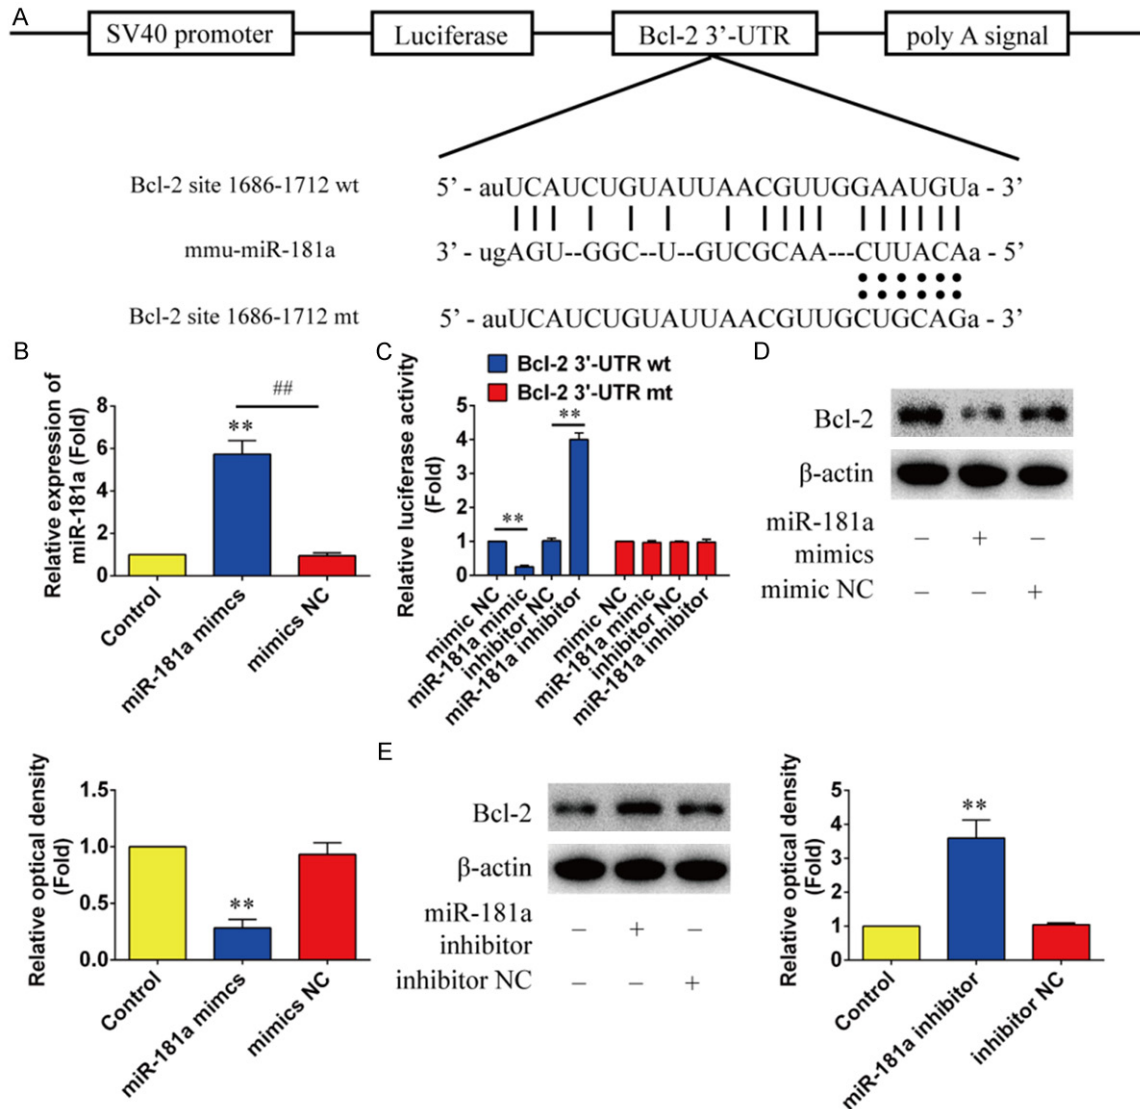 A
SV40 promoter
Luciferase
Bcl-2 3'-UTR
poly A signal
Bcl-2 site 1686-1712 wt
5' - auUCAUCUGUAUUAACGUUGGAAUGUa - 3'
mmu-miR-181a
3' - ugAGU--GGC--U--GUCGCAA---CUUACAa - 5'
Bcl-2 site 1686-1712 mt
5' - auUCAUCUGUAUUAACGUUGCUGCAGa - 3'
B
Relative expression of
miR-181a (Fold)
8
6
4
2
0
**
##
Control
miR-181a mimcs
mimics NC
C
Bcl-2 3'-UTR wt
Bcl-2 3'-UTR mt
Relative luciferase activity
(Fold)
5
4
3
2
1
0
**
**
mimic NC
miR-181a mimic
inhibitor NC
miR-181a inhibitor
mimic NC
miR-181a mimic
inhibitor NC
miR-181a inhibitor
D
Bcl-2
β-actin
miR-181a
mimics
– + –
mimic NC
– – +
Relative optical density
(Fold)
1.5
1.0
0.5
0.0
**
Control
miR-181a mimcs
mimics NC
E
Bcl-2
β-actin
miR-181a
inhibitor
– + –
inhibitor NC
– – +
Relative optical density
(Fold)
5
4
3
2
1
0
**
Control
miR-181a inhibitor
inhibitor NC